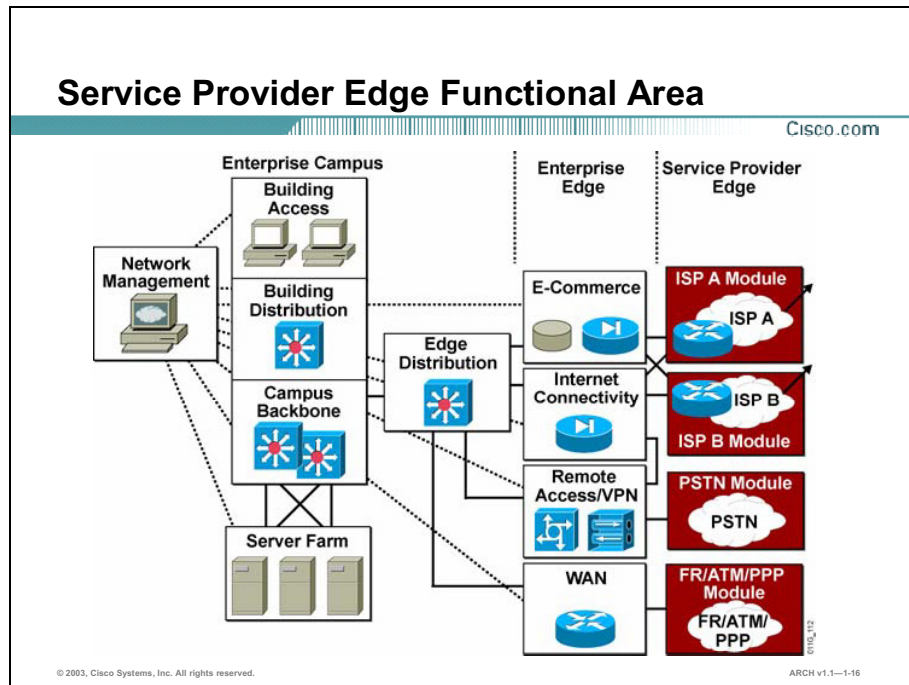 Service Provider Edge Functional Area
Cisco.com
Enterprise Campus
Building
Access
Network
Management
Building
Distribution
Campus
Backbone
Server Farm
Edge
Distribution
Enterprise
Edge
E-Commerce
Internet
Connectivity
Remote
Access/VPN
WAN
Service Provider
Edge
ISP A Module
ISP A
ISP B
ISP B Module
PSTN Module
PSTN
FR/ATM/PPP
Module
FR/ATM/
PPP
011G_112
© 2003, Cisco Systems, Inc. All rights reserved.
ARCH v1.1—1-16